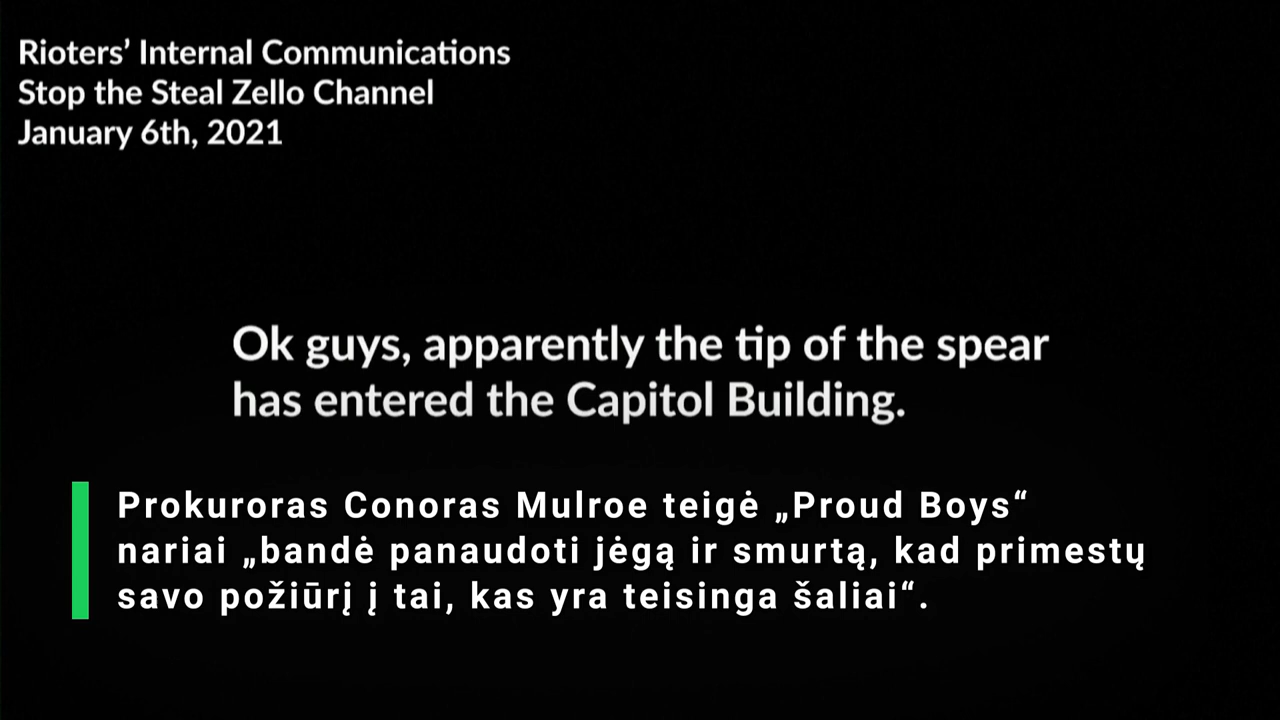 Rioters’ Internal Communications
Stop the Steal Zello Channel
January 6th, 2021
Ok guys, apparently the tip of the spear
has entered the Capitol Building.
Prokuroras Conoras Mulroe teigė „Proud Boys“
nariai „bandė panaudoti jėgą ir smurtą, kad primestų
savo požiūrį į tai, kas yra teisinga šaliai“.